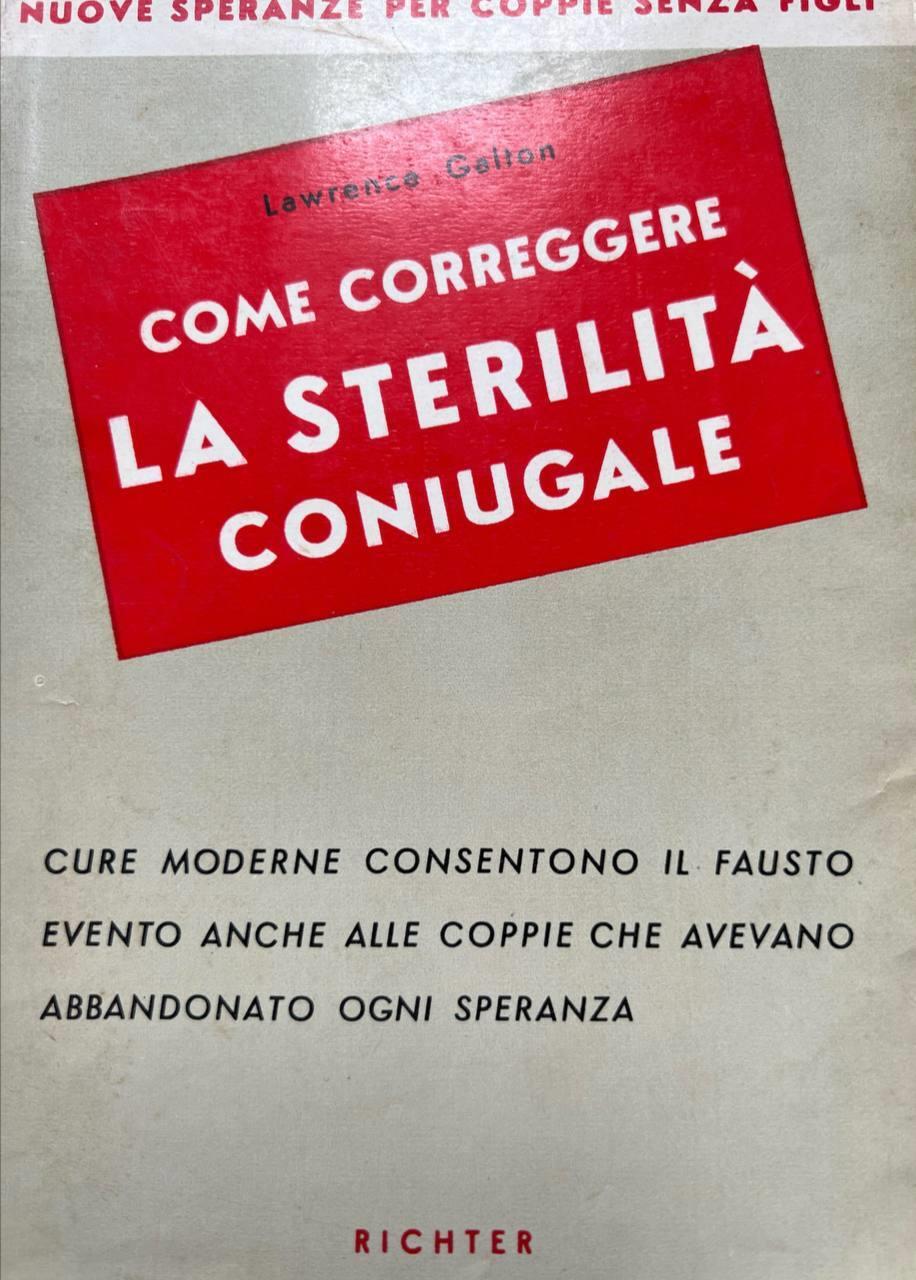 NUOVE SPERANZE PER COPPIE SENZA FIGLI
Lawrence Galton
COME CORREGGERE
LA STERILITÀ
CONIUGALE
CURE MODERNE CONSENTONO IL FAUSTO
EVENTO ANCHE ALLE COPPIE CHE AVEVANO
ABBANDONATO OGNI SPERANZA
RICHTER